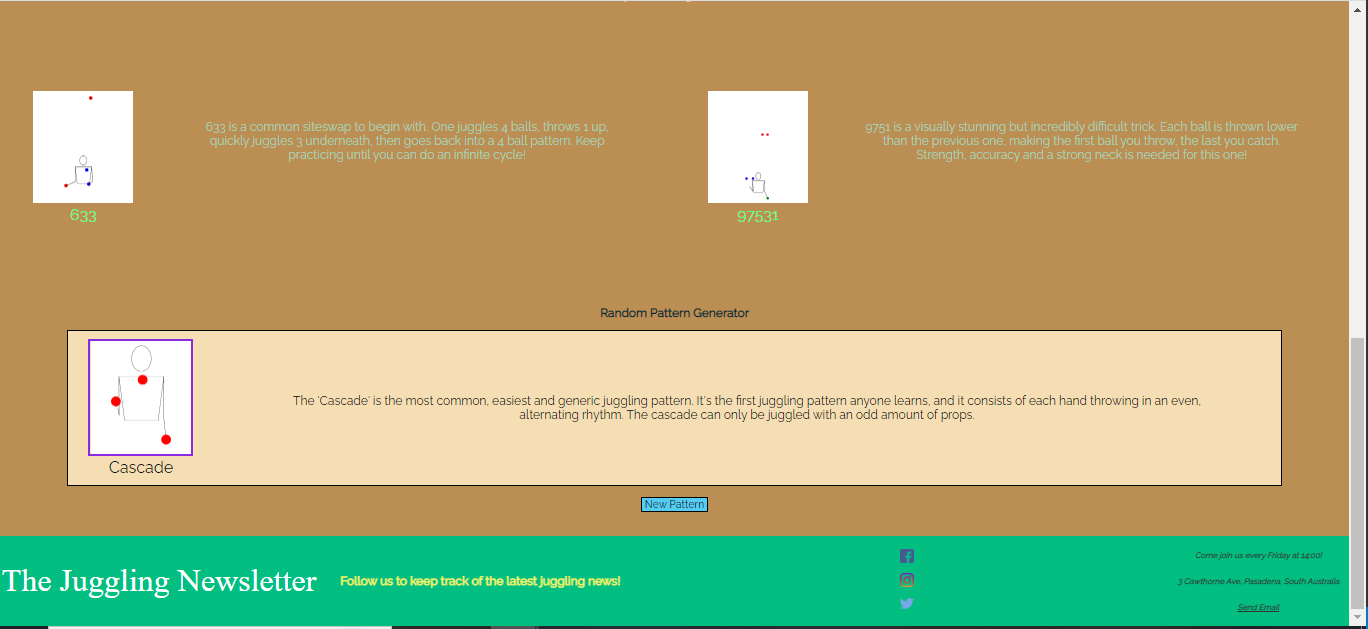 633 is a common siteswap to begin with. One juggles 4 balls, throws 1 up,
quickly juggles 3 underneath, then goes back into a 4 ball pattern. Keep
practicing until you can do an infinite cycle!
633
9751 is a visually stunning but incredibly difficult trick. Each ball is thrown lower
than the previous one, making the first ball you throw, the last you catch.
Strength, accuracy and a strong neck is needed for this one!
97531
Random Pattern Generator
The 'Cascade' is the most common, easiest and generic juggling pattern. It's the first juggling pattern anyone learns, and it consists of each hand throwing in an even,
alternating rhythm. The cascade can only be juggled with an odd amount of props.
Cascade
New Pattern
The Juggling Newsletter
Follow us to keep track of the latest juggling news!
Come join us every Friday at 14:00!
3 Cawthorne Ave, Pasadena, South Australia
Send Email